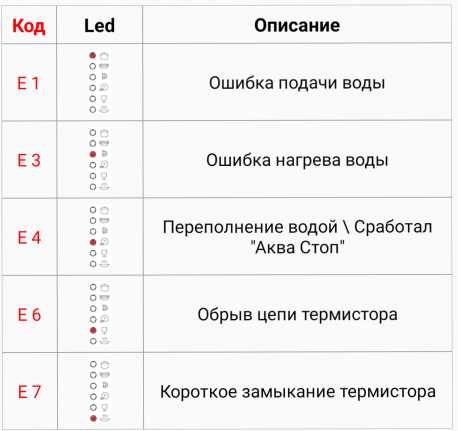 Код Led Описание
E 1 Ошибка подачи воды
E 3 Ошибка нагрева воды
E 4 Переполнение водой \ Сработал
"Аква Стоп"
E 6 Обрыв цепи термистора
E 7 Короткое замыкание термистора